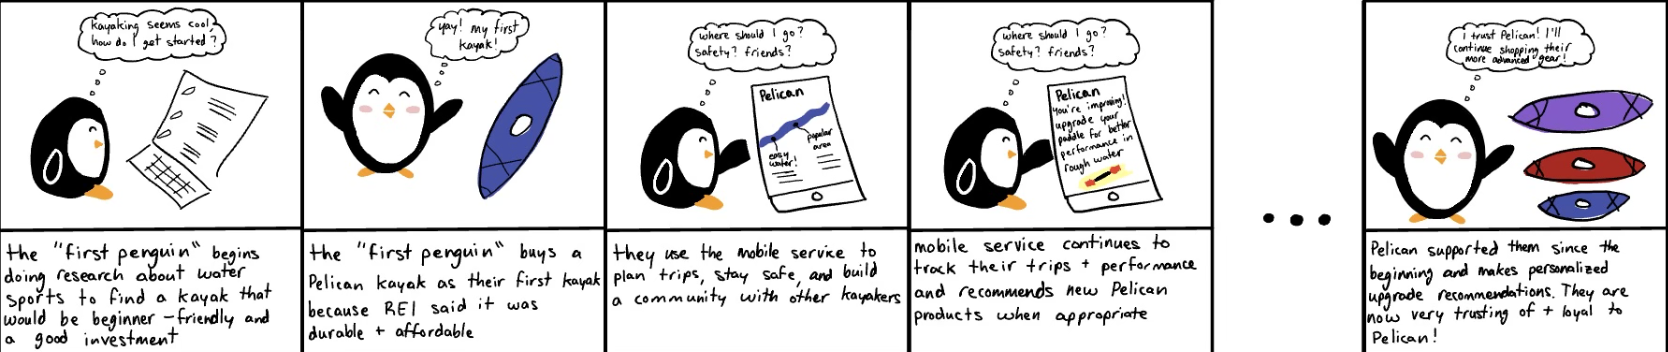 kayaking seems cool,
how do I get started?
the "first penguin" begins
doing research about water
sports to find a kayak that
would be beginner-friendly and
a good investment
yay! my first
kayak!
the "first penguin" buys a
Pelican kayak as their first kayak
because REI said it was
durable + affordable
where should I go?
safety? friends?
Pelican
popular
area
easy
water!
they use the mobile service to
plan trips, stay safe, and build
a community with other kayakers
where should I go?
safety? friends?
Pelican
you're improving!
upgrade your
paddle for better
performance in
rough water
mobile service continues to
track their trips + performance
and recommends new Pelican
products when appropriate
...
I trust Pelican! I'll
continue shopping their
more advanced gear!
Pelican supported them since the
beginning and makes personalized
upgrade recommendations. They are
now very trusting of + loyal to
Pelican!